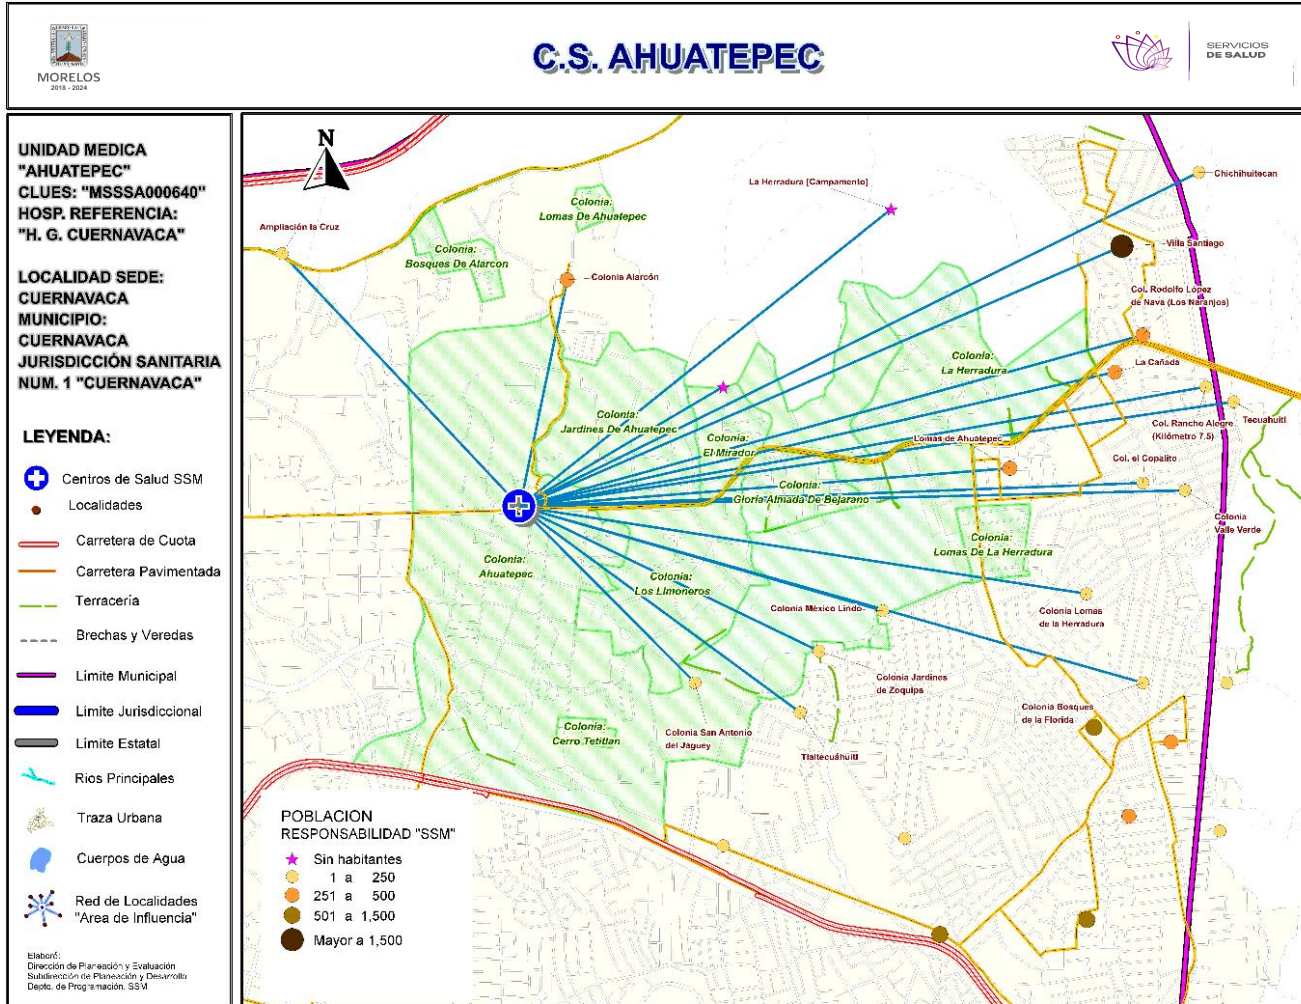 MORELOS
2018 - 2024
C.S. AHUATEPEC
SERVICIOS
DE SALUD
UNIDAD MEDICA
"AHUATEPEC"
CLUES: "MSSSA000640"
HOSP. REFERENCIA:
"H. G. CUERNAVACA"
LOCALIDAD SEDE:
CUERNAVACA
MUNICIPIO:
CUERNAVACA
JURISDICCIÓN SANITARIA
NUM. 1 "CUERNAVACA"
LEYENDA:
Centros de Salud SSM
Localidades
Carretera de Cuota
Carretera Pavimentada
Terracería
Brechas y Veredas
Límite Municipal
Límite Jurisdiccional
Límite Estatal
Rios Principales
Traza Urbana
Cuerpos de Agua
Red de Localidades
"Area de Influencia"
Elaboró:
Dirección de Planeación y Evaluación
Subdirección de Planeación y Desarrollo
Depto. de Programación. SSM
N
La Herradura [Campamento]
Chichihuitecan
Ampliación la Cruz
Colonia:
Lomas De Ahuatepec
Colonia:
Bosques De Alarcon
Villa Santiago
Colonia Alarcón
Col. Rodolfo López
de Nava (Los Naranjos)
Colonia:
La Herradura
La Cañada
Colonia:
Jardines De Ahuatepec
Colonia:
El Mirador
Lomas de Ahuatepec
Col. Rancho Alegre
(Kilómetro 7.5)
Tecuahuitl
Col. el Copalito
Colonia:
Gloria Almada De Bejarano
Colonia
Valle Verde
Colonia:
Lomas De La Herradura
Colonia:
Ahuatepec
Colonia:
Los Limoneros
Colonia México Lindo
Colonia Lomas
de la Herradura
Colonia Jardines
de Zoquipa
Colonia Bosques
de la Florida
Colonia:
Cerro Tetitlan
Colonia San Antonio
del Jaguey
Tlaltecuahuitl
POBLACION
RESPONSABILIDAD "SSM"
Sin habitantes
1 a 250
251 a 500
501 a 1,500
Mayor a 1,500